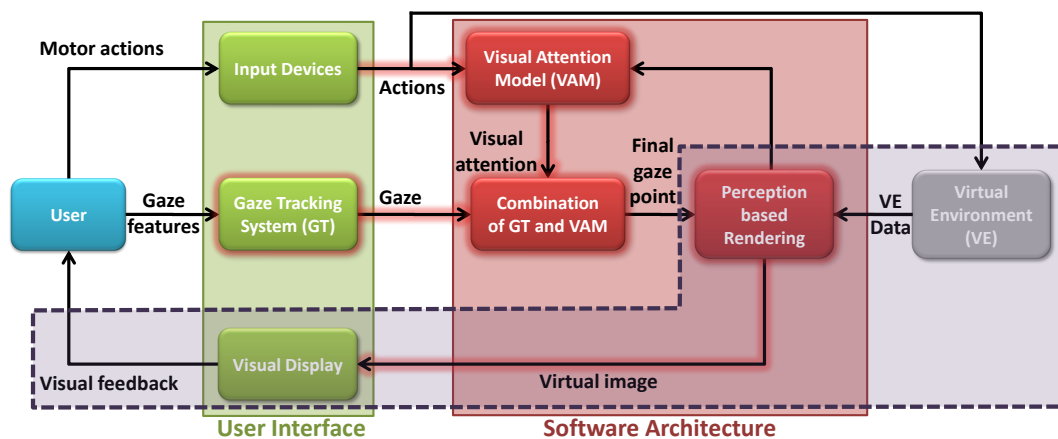 Motor actions
Input Devices
Actions
Visual Attention
Model (VAM)
Visual
attention
Final
gaze
point
User
Gaze
features
Gaze Tracking
System (GT)
Gaze
Combination
of GT and VAM
Perception
based
Rendering
VE
Data
Virtual
Environment
(VE)
Visual feedback
Visual Display
Virtual image
User Interface
Software Architecture